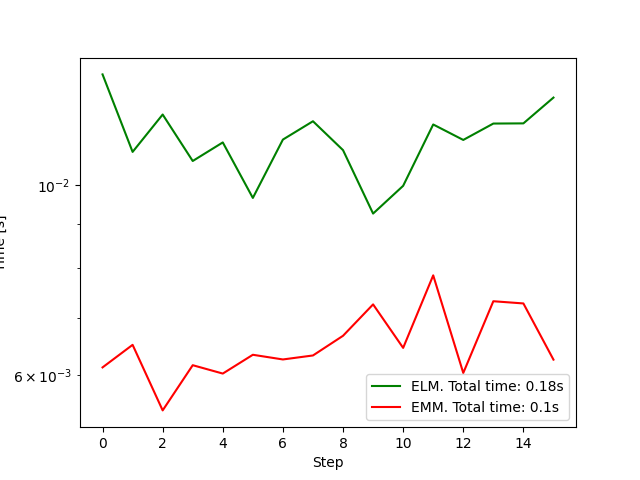 Time [s]
10⁻²
6 × 10⁻³
0 2 4 6 8 10 12 14
Step
ELM. Total time: 0.18s
EMM. Total time: 0.1s